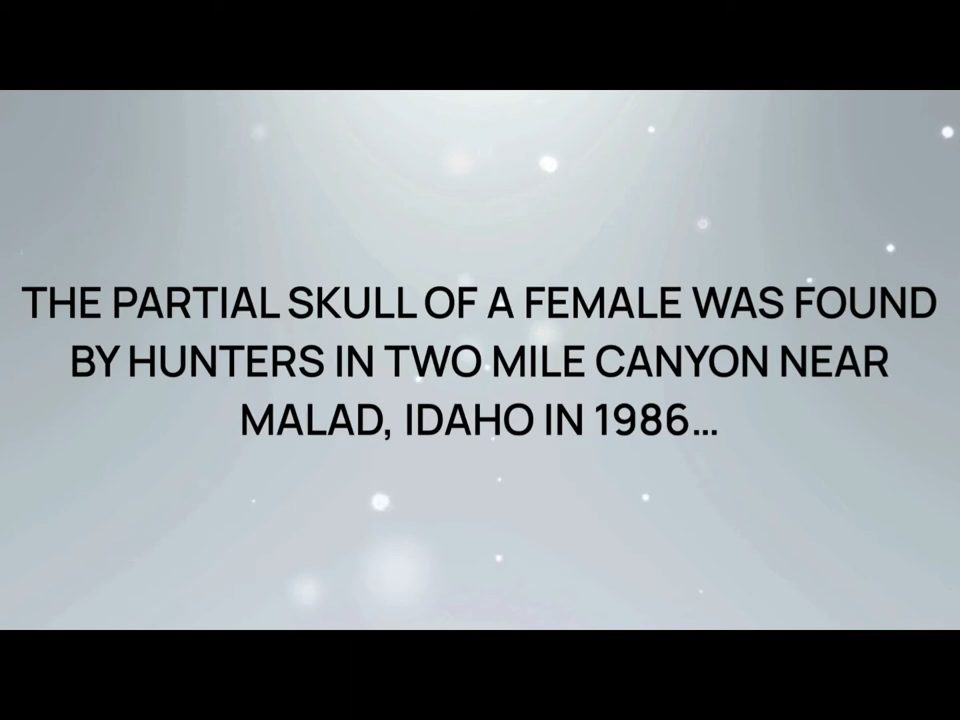 THE PARTIAL SKULL OF A FEMALE WAS FOUND
BY HUNTERS IN TWO MILE CANYON NEAR
MALAD, IDAHO IN 1986...